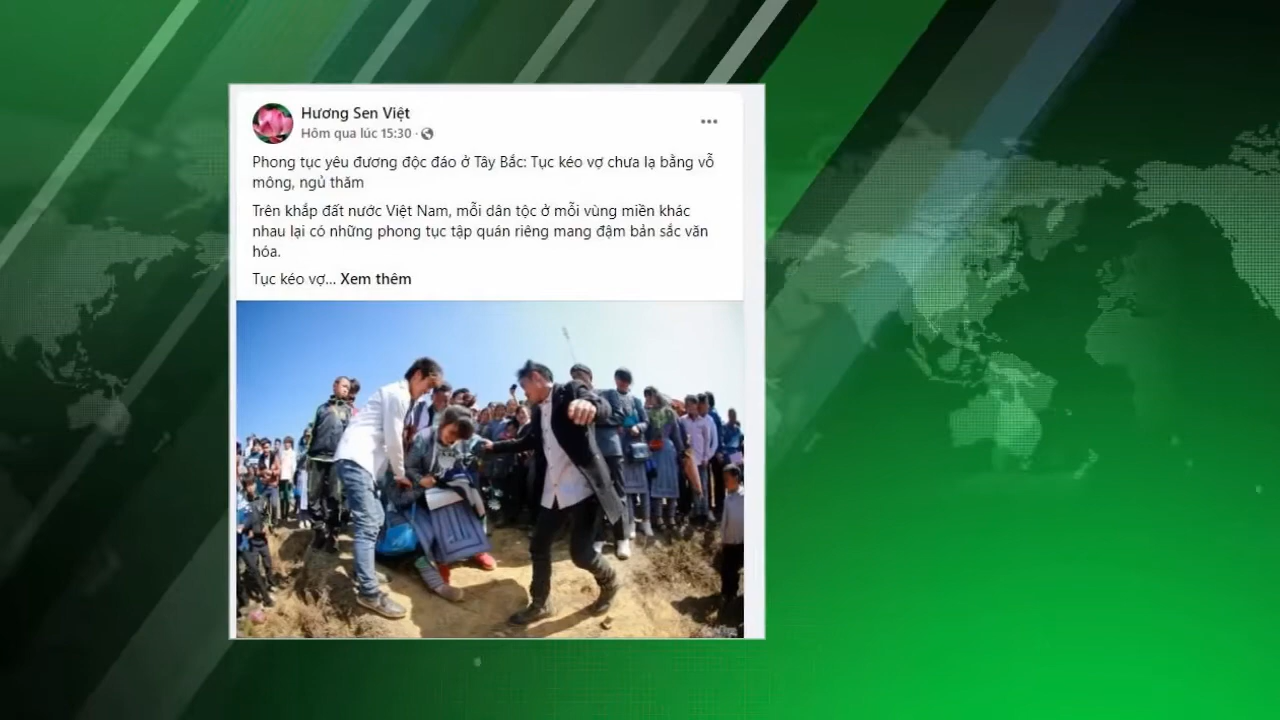 Hương Sen Việt
Hôm qua lúc 15:30 ·
Phong tục yêu đương độc đáo ở Tây Bắc: Tục kéo vợ chưa lạ bằng vỗ
mông, ngủ thăm
Trên khắp đất nước Việt Nam, mỗi dân tộc ở mỗi vùng miền khác
nhau lại có những phong tục tập quán riêng mang đậm bản sắc văn
hóa.
Tục kéo vợ... Xem thêm